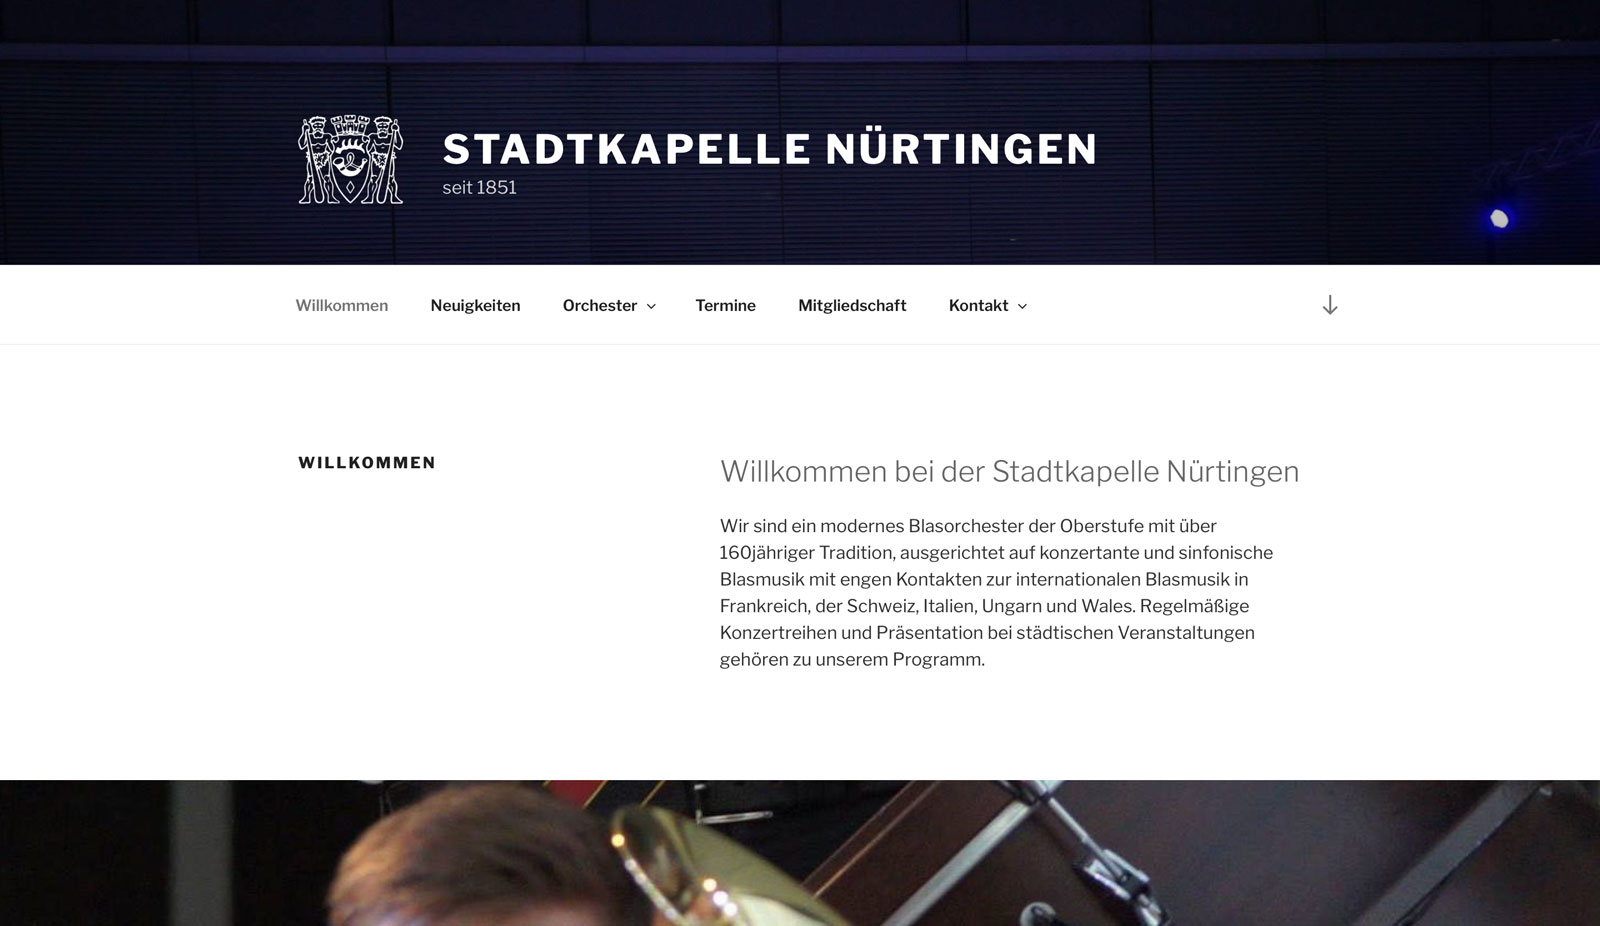 STADTKAPELLE NÜRTINGEN
seit 1851
Willkommen Neuigkeiten Orchester Termine Mitgliedschaft Kontakt
WILLKOMMEN
Willkommen bei der Stadtkapelle Nürtingen
Wir sind ein modernes Blasorchester der Oberstufe mit über
160jähriger Tradition, ausgerichtet auf konzertante und sinfonische
Blasmusik mit engen Kontakten zur internationalen Blasmusik in
Frankreich, der Schweiz, Italien, Ungarn und Wales. Regelmäßige
Konzertreihen und Präsentation bei städtischen Veranstaltungen
gehören zu unserem Programm.